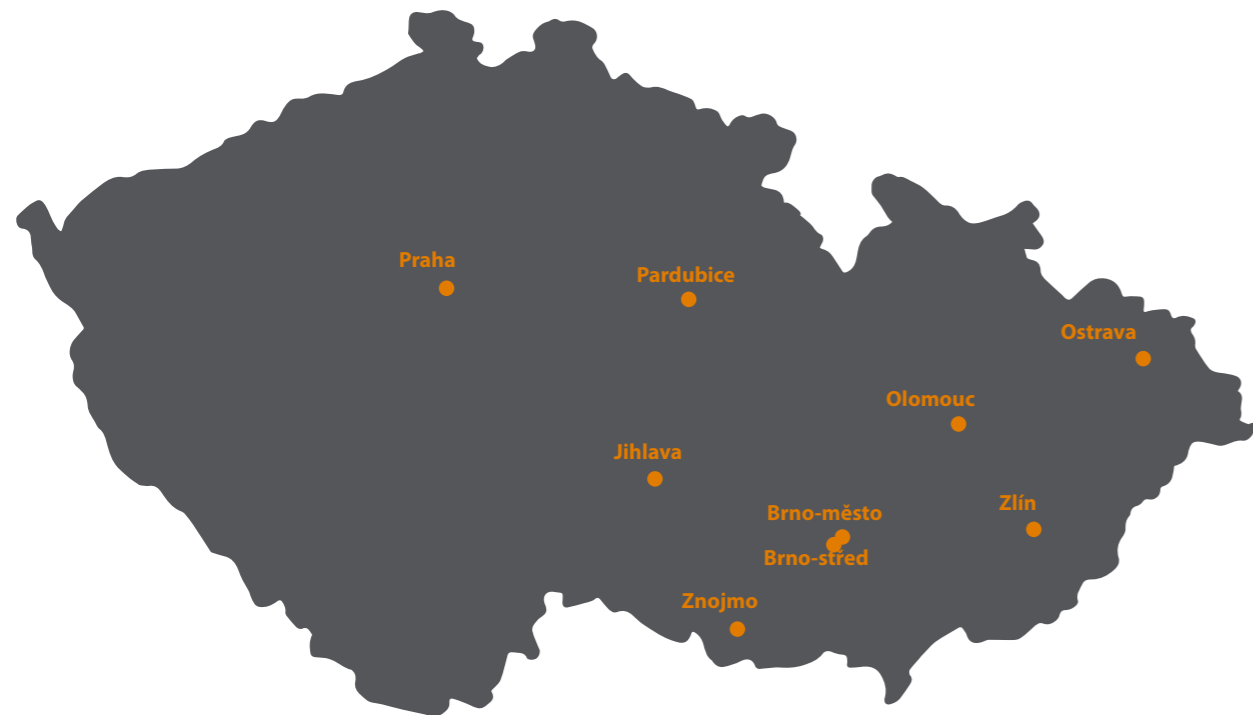 Praha
Pardubice
Ostrava
Olomouc
Jihlava
Zlín
Brno-město
Brno-střed
Znojmo